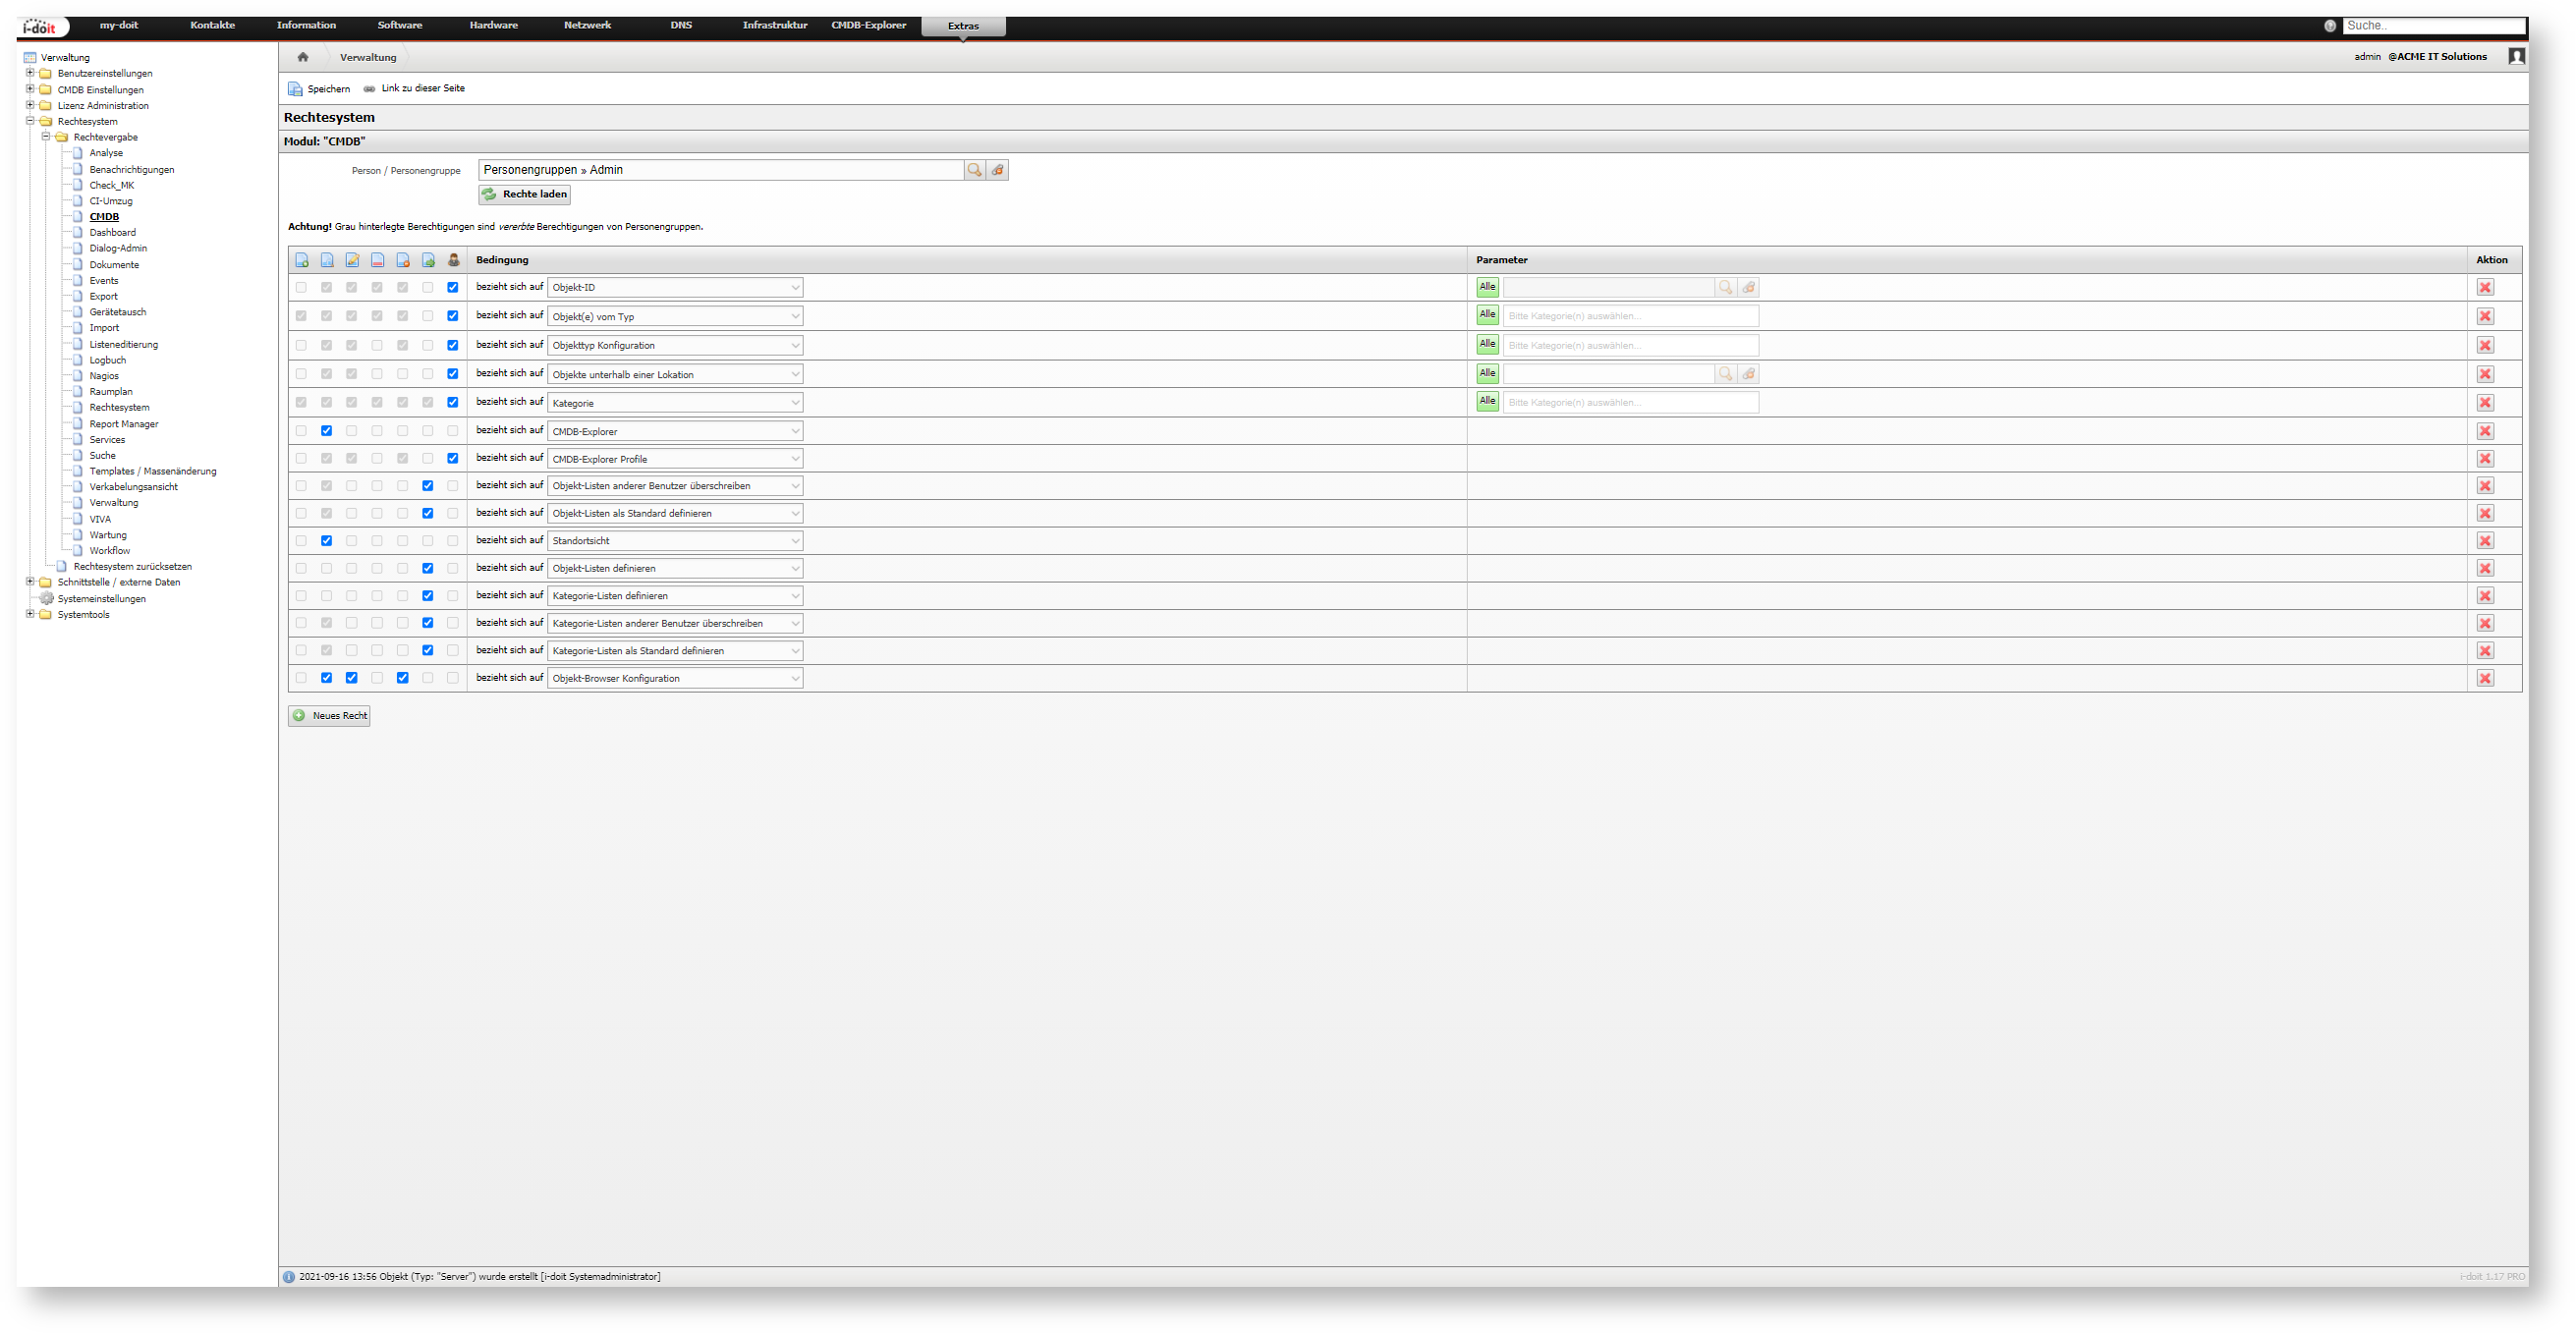 i-doit my-doit Kontakte Information Software Hardware Netzwerk DNS Infrastruktur CMDB-Explorer Extras Suche..
Verwaltung
Benutzereinstellungen
CMDB Einstellungen
Lizenz Administration
Rechtesystem
Rechtevergabe
Analyse
Benachrichtigungen
Check_MK
CI-Umzug
CMDB
Dashboard
Dialog-Admin
Dokumente
Events
Export
Gerätetausch
Import
Listeneditierung
Logbuch
Nagios
Raumplan
Rechtesystem
Report Manager
Services
Suche
Templates / Massenänderung
Verkabelungsansicht
Verwaltung
VIVA
Wartung
Workflow
Rechtesystem zurücksetzen
Schnittstelle / externe Daten
Systemeinstellungen
Systemtools
Verwaltung
admin @ACME IT Solutions
Speichern Link zu dieser Seite
Rechtesystem
Modul: "CMDB"
Person / Personengruppe Personengruppen » Admin
Rechte laden
Achtung! Grau hinterlegte Berechtigungen sind vererbte Berechtigungen von Personengruppen.
Bedingung Parameter Aktion
bezieht sich auf Objekt-ID Alle
bezieht sich auf Objekt(e) vom Typ Alle Bitte Kategorie(n) auswählen...
bezieht sich auf Objekttyp Konfiguration Alle Bitte Kategorie(n) auswählen...
bezieht sich auf Objekte unterhalb einer Lokation Alle
bezieht sich auf Kategorie Alle Bitte Kategorie(n) auswählen...
bezieht sich auf CMDB-Explorer
bezieht sich auf CMDB-Explorer Profile
bezieht sich auf Objekt-Listen anderer Benutzer überschreiben
bezieht sich auf Objekt-Listen als Standard definieren
bezieht sich auf Standortsicht
bezieht sich auf Objekt-Listen definieren
bezieht sich auf Kategorie-Listen definieren
bezieht sich auf Kategorie-Listen anderer Benutzer überschreiben
bezieht sich auf Kategorie-Listen als Standard definieren
bezieht sich auf Objekt-Browser Konfiguration
Neues Recht
2021-09-16 13:56 Objekt (Typ: "Server") wurde erstellt [i-doit Systemadministrator]
i-doit 1.17 PRO